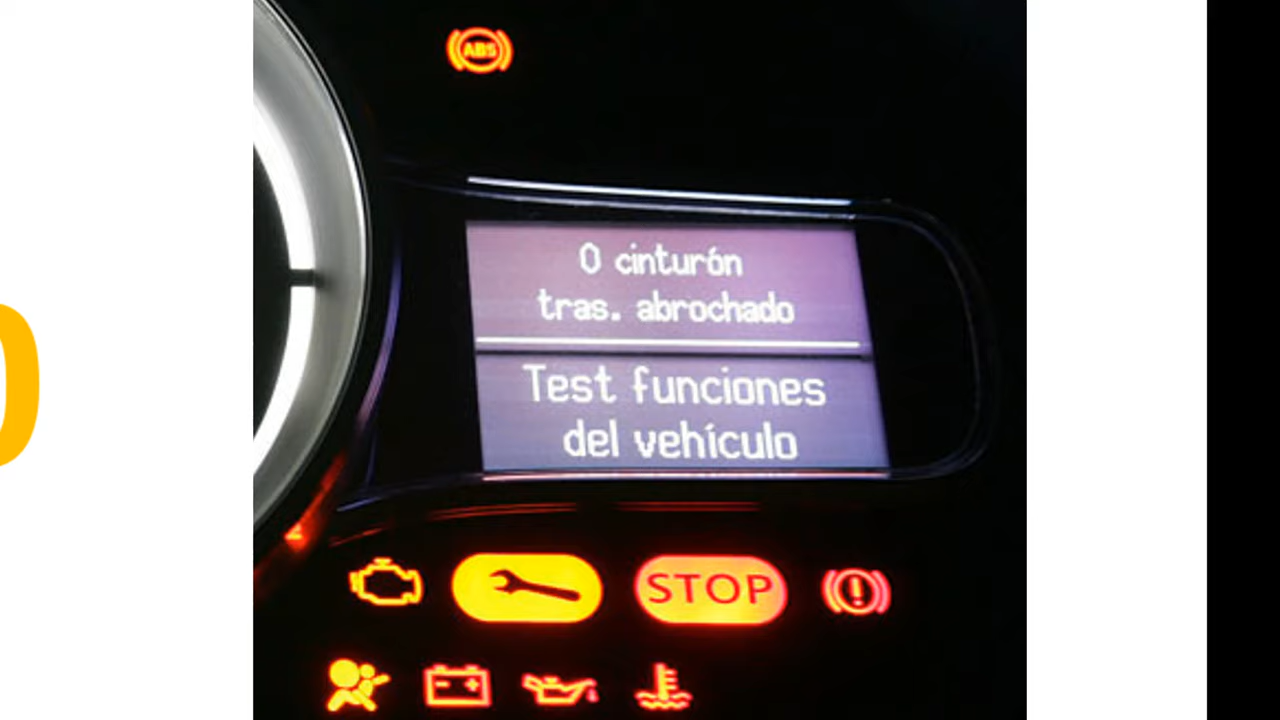 ABS
0 cinturón
tras. abrochado
Test funciones
del vehículo
STOP